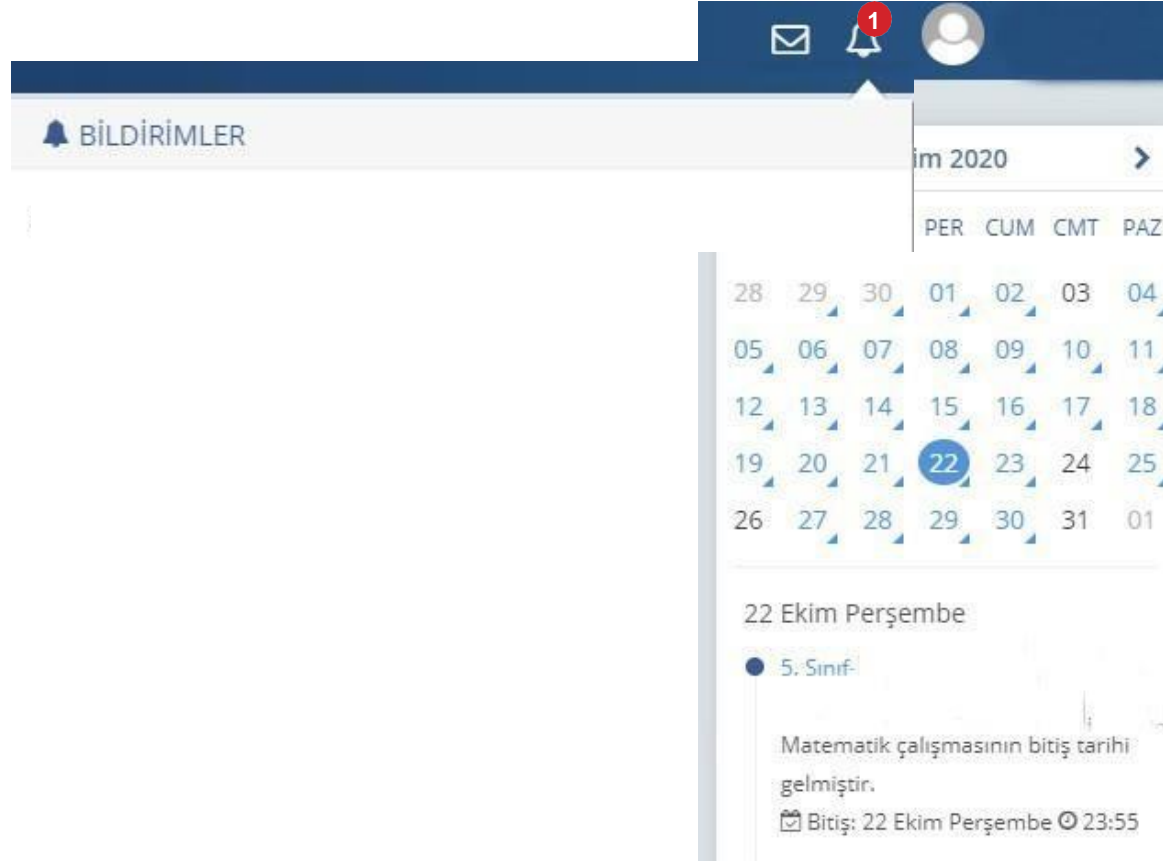 1
BİLDİRİMLER
im 2020
PER CUM CMT PAZ
28 29 30 01 02 03 04
05 06 07 08 09 10 11
12 13 14 15 16 17 18
19 20 21 22 23 24 25
26 27 28 29 30 31 01
22 Ekim Perşembe
5. Sınıf-
Matematik çalışmasının bitiş tarihi
gelmiştir.
Bitiş: 22 Ekim Perşembe 23:55